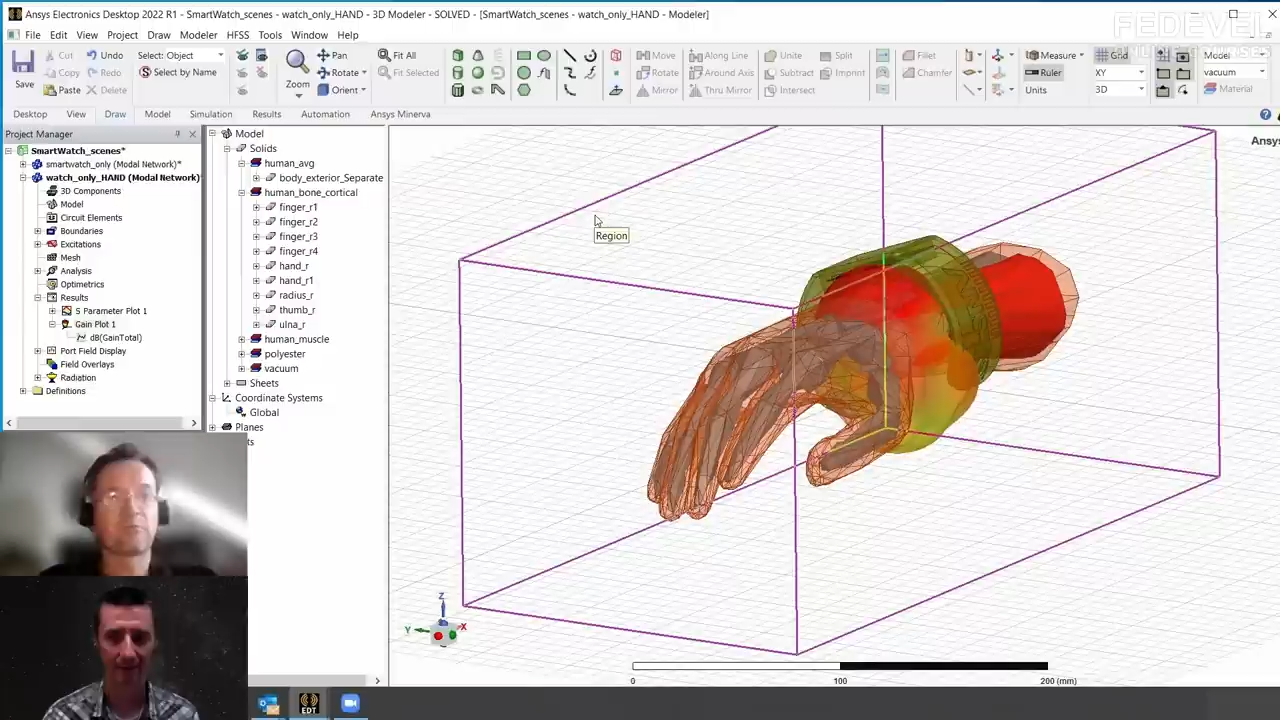 Ansys Electronics Desktop 2022 R1 - SmartWatch_scenes - watch_only_HAND - 3D Modeler - SOLVED - [SmartWatch_scenes - watch_only_HAND - Modeler]
FEDEVEL
File Edit View Project Draw Modeler HFSS Tools Window Help
Save
Cut Undo
Copy Redo
Paste Delete
Select: Object
Select by Name
Zoom
Pan
Rotate
Orient
Fit All
Fit Selected
Move Along Line
Rotate Around Axis
Mirror Thru Mirror
Unite Split
Subtract Imprint
Intersect
Fillet
Chamfer
Measure
Ruler
Units
Grid
XY
3D
Model
vacuum
Material
Desktop View Draw Model Simulation Results Automation Ansys Minerva
Project Manager
SmartWatch_scenes*
smartwatch_only (Modal Network)*
watch_only_HAND (Modal Network)
3D Components
Model
Circuit Elements
Boundaries
Excitations
Mesh
Analysis
Optimetrics
Results
S Parameter Plot 1
Gain Plot 1
dB(GainTotal)
Port Field Display
Field Overlays
Radiation
Definitions
Model
Solids
human_avg
body_exterior_Separate
human_bone_cortical
finger_r1
finger_r2
finger_r3
finger_r4
hand_r
hand_r1
radius_r
thumb_r
ulna_r
human_muscle
polyester
vacuum
Sheets
Coordinate Systems
Global
Planes
ts
Ansys
Region
Z
Y
X
0 100 200 (mm)
EDT